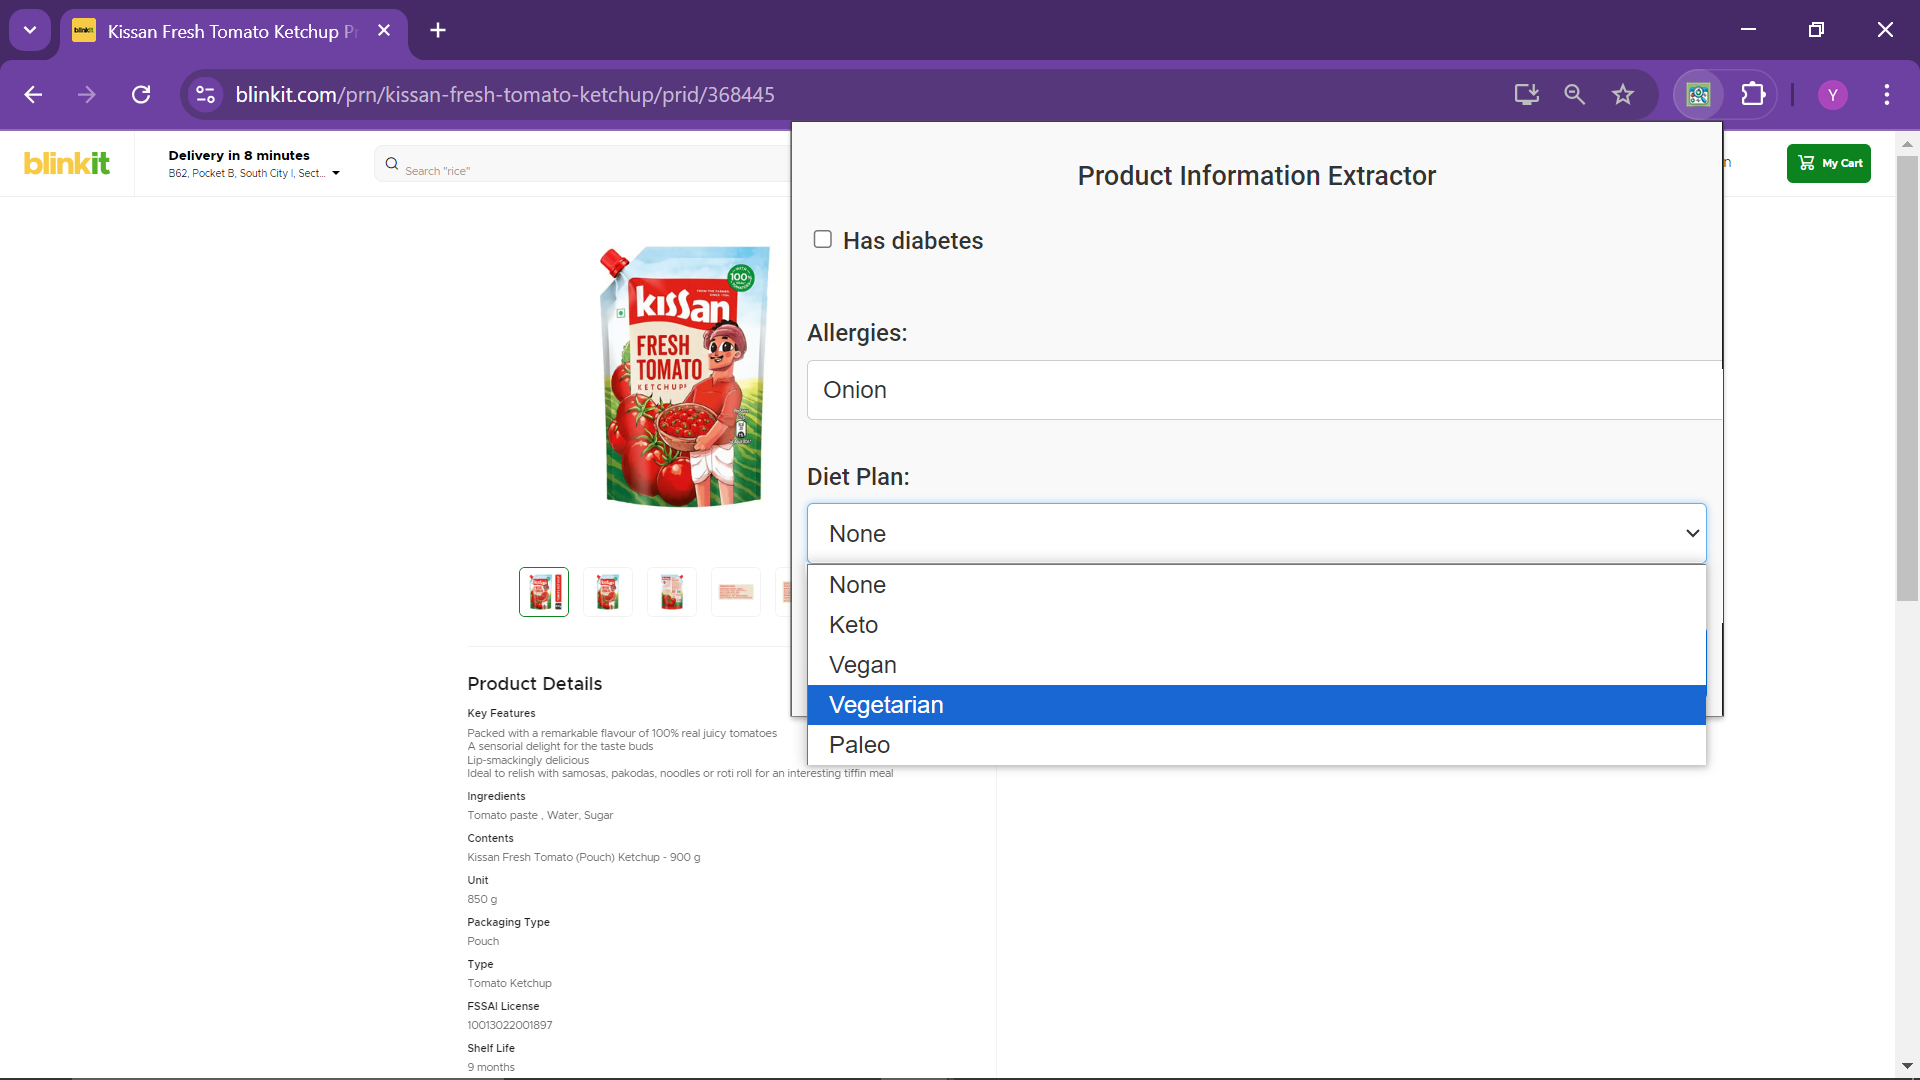 Kissan Fresh Tomato Ketchup Pr
blinkit.com/prn/kissan-fresh-tomato-ketchup/prid/368445
Y
blinkit
Delivery in 8 minutes
B62, Pocket B, South City I, Sect...
Search "rice"
n
My Cart
Product Information Extractor
Has diabetes
Allergies:
Onion
Diet Plan:
None
None
Keto
Vegan
Vegetarian
Paleo
100%
kissan
FRESH
TOMATO
KETCHUP
Product Details
Key Features
Packed with a remarkable flavour of 100% real juicy tomatoes
A sensorial delight for the taste buds
Lip-smackingly delicious
Ideal to relish with samosas, pakodas, noodles or roti roll for an interesting tiffin meal
Ingredients
Tomato paste , Water, Sugar
Contents
Kissan Fresh Tomato (Pouch) Ketchup - 900 g
Unit
850 g
Packaging Type
Pouch
Type
Tomato Ketchup
FSSAI License
10013022001897
Shelf Life
9 months